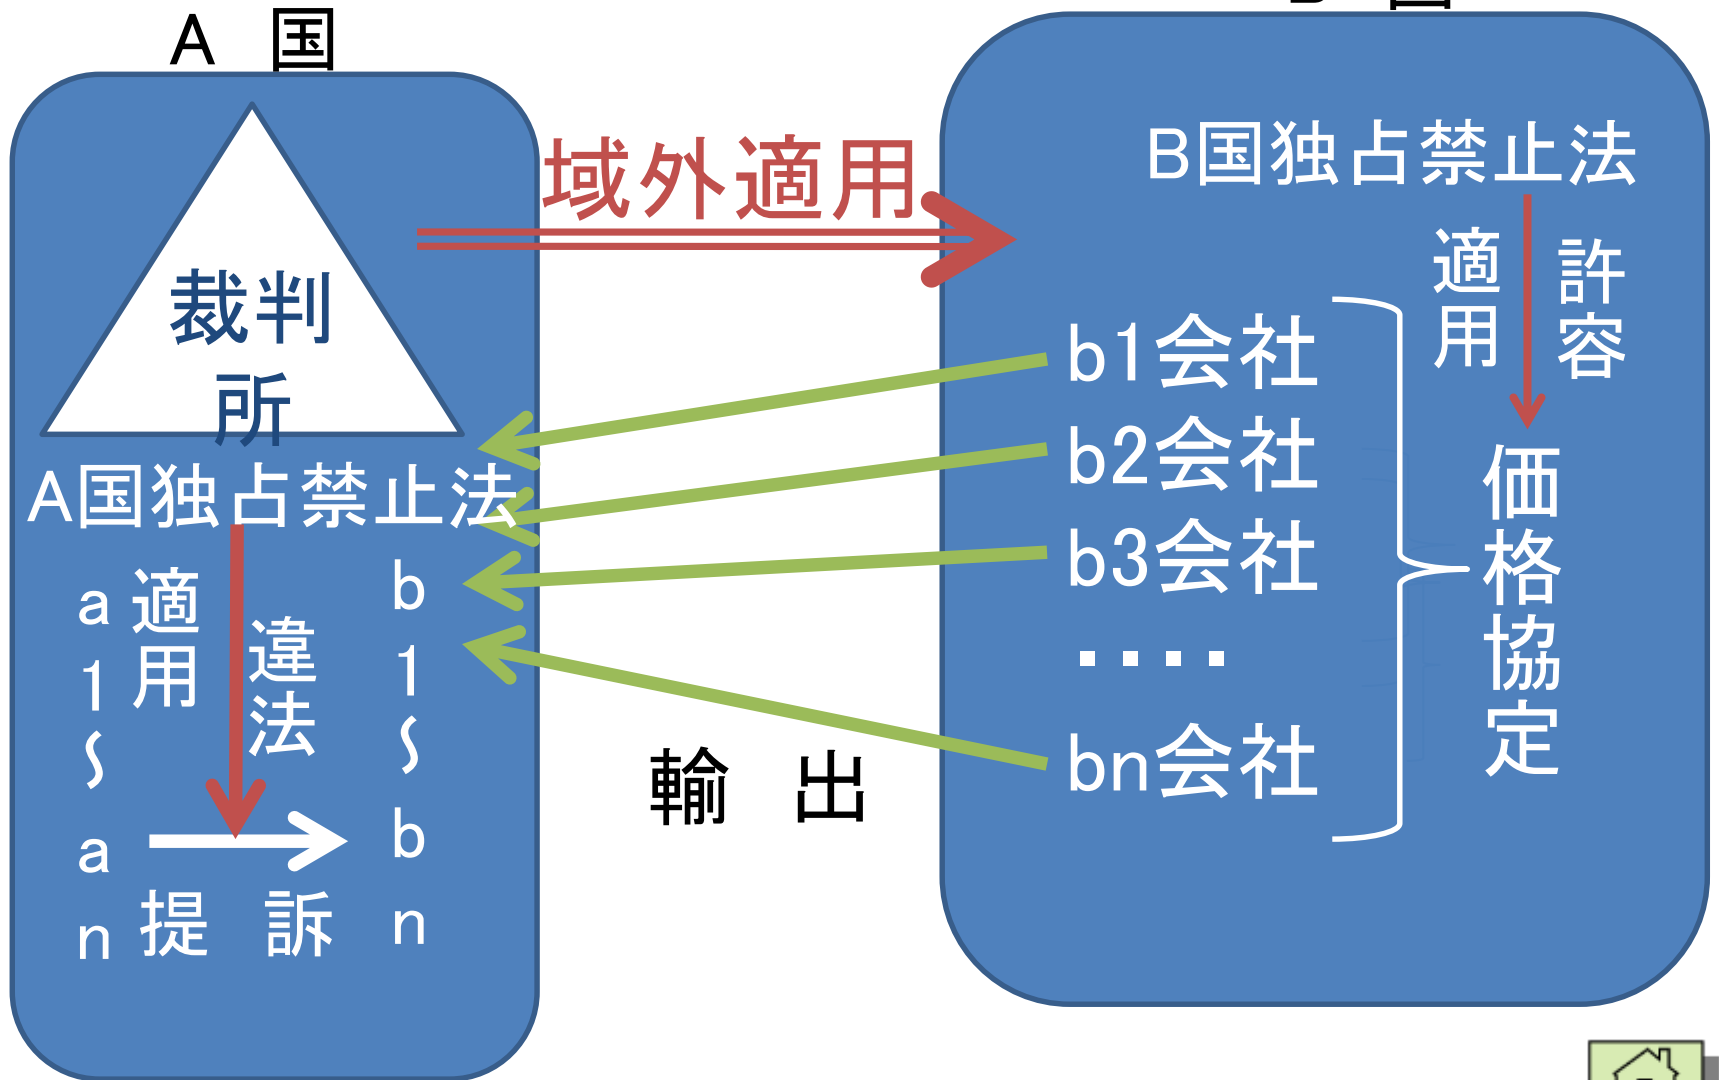 A 国
裁判
所
A国独占禁止法
a1～an
適用
違法
b1～bn
提 訴
域外適用
輸 出
B 国
B国独占禁止法
適用
許容
b1会社
b2会社
b3会社
････
bn会社
価格協定